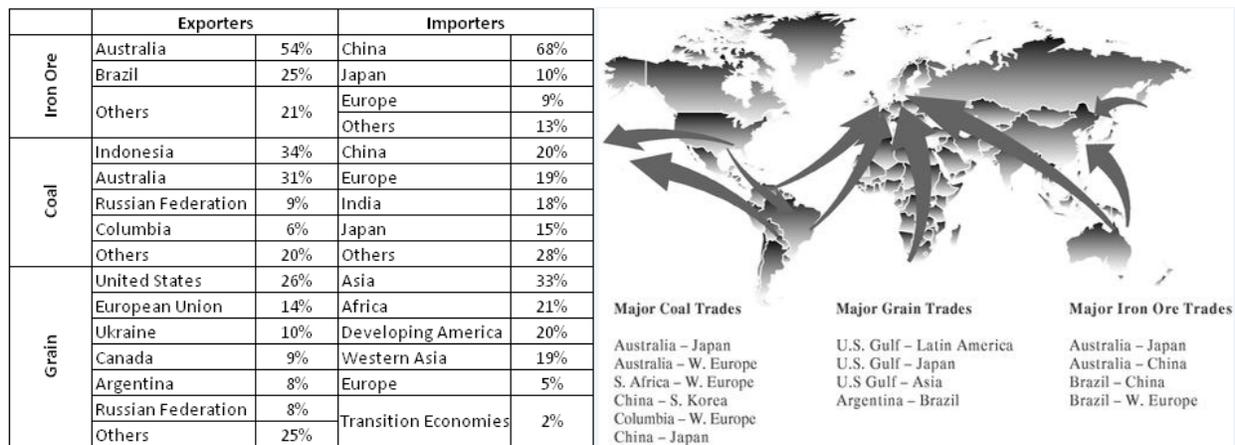 Exporters Importers
Iron Ore
Australia 54% China 68%
Brazil 25% Japan 10%
Others 21% Europe 9%
Others 13%
Coal
Indonesia 34% China 20%
Australia 31% Europe 19%
Russian Federation 9% India 18%
Columbia 6% Japan 15%
Others 20% Others 28%
Grain
United States 26% Asia 33%
European Union 14% Africa 21%
Ukraine 10% Developing America 20%
Canada 9% Western Asia 19%
Argentina 8% Europe 5%
Russian Federation 8% Transition Economies 2%
Others 25%
Major Coal Trades
Australia – Japan
Australia – W. Europe
S. Africa – W. Europe
China – S. Korea
Columbia – W. Europe
China – Japan
Major Grain Trades
U.S. Gulf – Latin America
U.S. Gulf – Japan
U.S Gulf – Asia
Argentina – Brazil
Major Iron Ore Trades
Australia – Japan
Australia – China
Brazil – China
Brazil – W. Europe